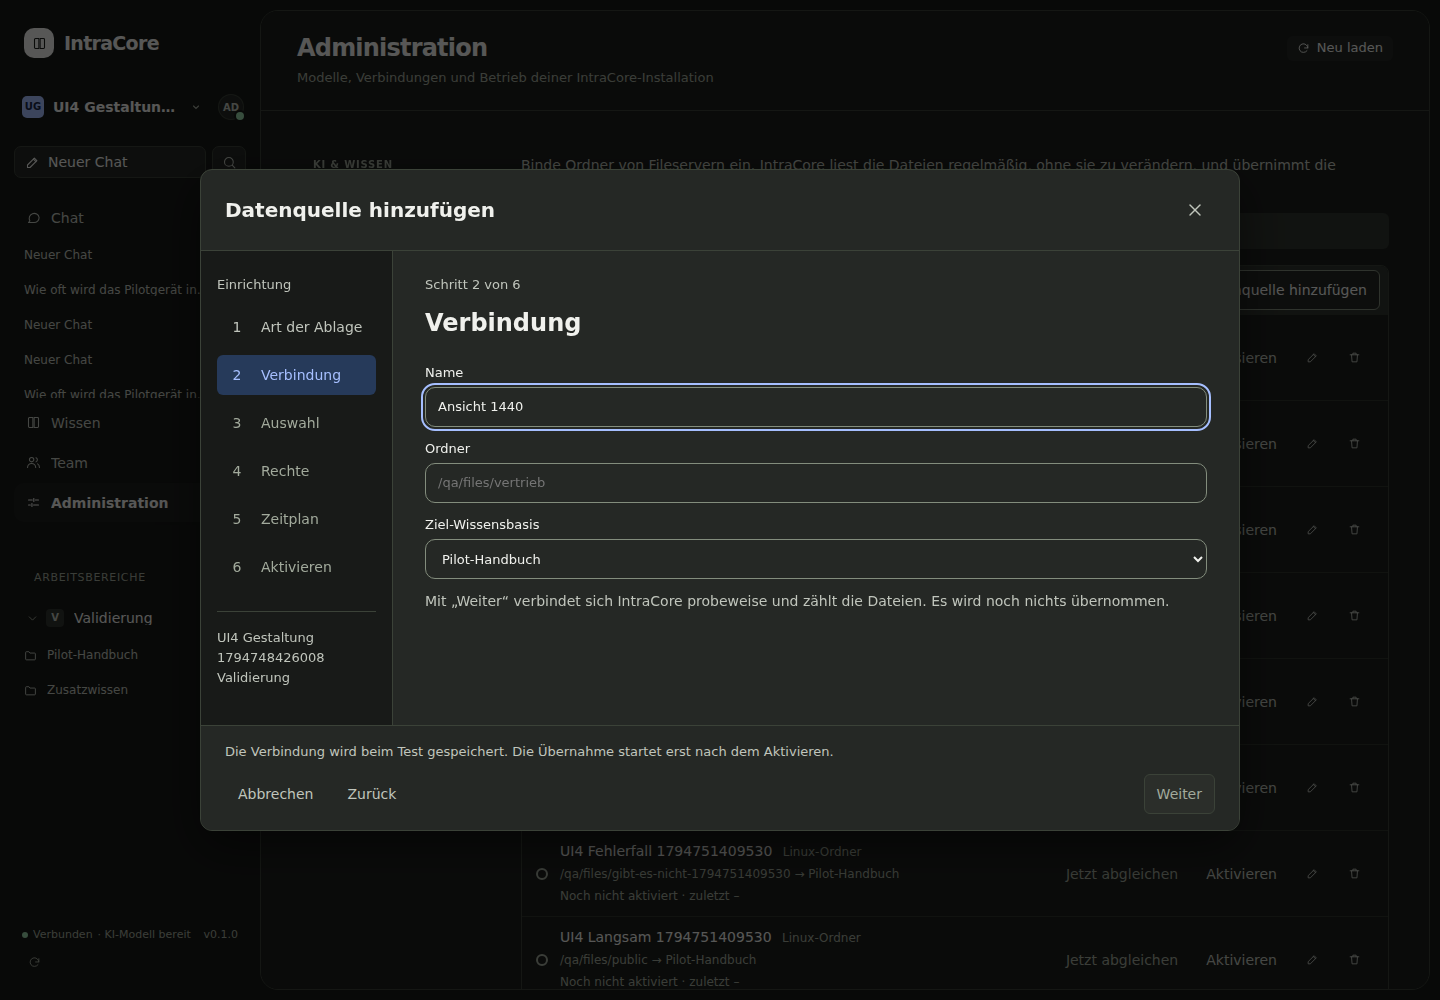 IntraCore
UG UI4 Gestaltun... AD
Neuer Chat
Chat
Neuer Chat
Wie oft wird das Pilotgerät in.
Neuer Chat
Neuer Chat
Wie oft wird das Pilotgerät in.
Wissen
Team
Administration
ARBEITSBEREICHE
V Validierung
Pilot-Handbuch
Zusatzwissen
Verbunden · KI-Modell bereit v0.1.0
Administration
Modelle, Verbindungen und Betrieb deiner IntraCore-Installation
Neu laden
KI & WISSEN
Binde Ordner von Fileservern ein. IntraCore liest die Dateien regelmäßig, ohne sie zu verändern, und übernimmt die
quelle hinzufügen
ieren
ieren
ieren
ieren
ieren
ieren
Datenquelle hinzufügen
Einrichtung
1 Art der Ablage
2 Verbindung
3 Auswahl
4 Rechte
5 Zeitplan
6 Aktivieren
UI4 Gestaltung
1794748426008
Validierung
Schritt 2 von 6
Verbindung
Name
Ansicht 1440
Ordner
/qa/files/vertrieb
Ziel-Wissensbasis
Pilot-Handbuch
Mit „Weiter“ verbindet sich IntraCore probeweise und zählt die Dateien. Es wird noch nichts übernommen.
Die Verbindung wird beim Test gespeichert. Die Übernahme startet erst nach dem Aktivieren.
Abbrechen Zurück Weiter
UI4 Fehlerfall 1794751409530 Linux-Ordner
/qa/files/gibt-es-nicht-1794751409530 → Pilot-Handbuch
Noch nicht aktiviert · zuletzt –
Jetzt abgleichen Aktivieren
UI4 Langsam 1794751409530 Linux-Ordner
/qa/files/public → Pilot-Handbuch
Noch nicht aktiviert · zuletzt –
Jetzt abgleichen Aktivieren